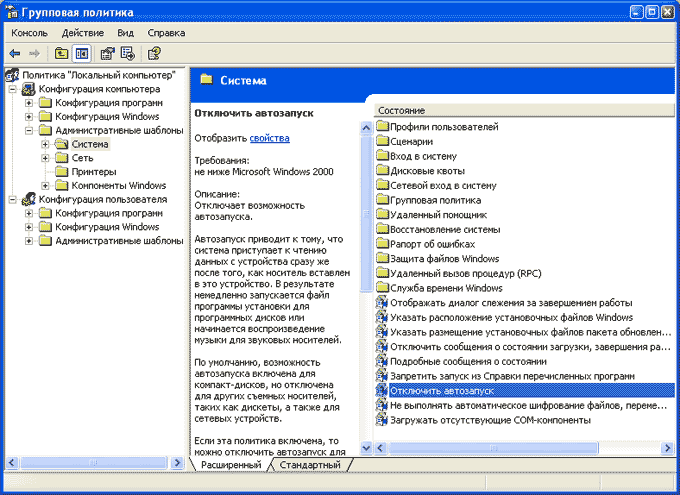 Групповая политика
Консоль Действие Вид Справка
Политика "Локальный компьютер"
Конфигурация компьютера
Конфигурация програнн
Конфигурация Windows
Административные шаблоны
Система
Сеть
Принтеры
Компоненты Windows
Конфигурация пользователя
Конфигурация програнн
Конфигурация Windows
Административные шаблоны
Система
Отключить автозапуск
Отобразить свойства
Требования:
не ниже Microsoft Windows 2000
Описание:
Отключает возможность
автозапуска.
Автозапуск приводит к тому, что
система приступает к чтению
данных с устройства сразу же
после того, как носитель вставлен
в это устройство. В результате
немедленно запускается файл
программы установки для
программных дисков или
начинается воспроизведение
музыки для звуковых носителей.
По умолчанию, возможность
автозапуска включена для
компакт-дисков, но отключена
для других съемных носителей,
таких как дискеты, а также для
сетевых устройств.
Если эта политика включена, то
можно отключить автозапуск для
Состояние
Профили пользователей
Сценарии
Вход в систему
Дисковые квоты
Сетевой вход в систему
Групповая политика
Удаленный помощник
Восстановление системы
Рапорт об ошибках
Защита файлов Windows
Удаленный вызов процедур (RPC)
Служба времени Windows
Отображать диалог слежения за завершением работы
Указать расположение установочных файлов Windows
Указать размещение установочных файлов пакета обновлен...
Отключить сообщения о состоянии загрузки, завершения ра...
Подробные сообщения о состоянии
Запретить запуск из Справки перечисленных программ
Отключить автозапуск
Не выполнять автоматическое шифрование файлов, переме...
Загружать отсутствующие COM-компоненты
Расширенный Стандартный